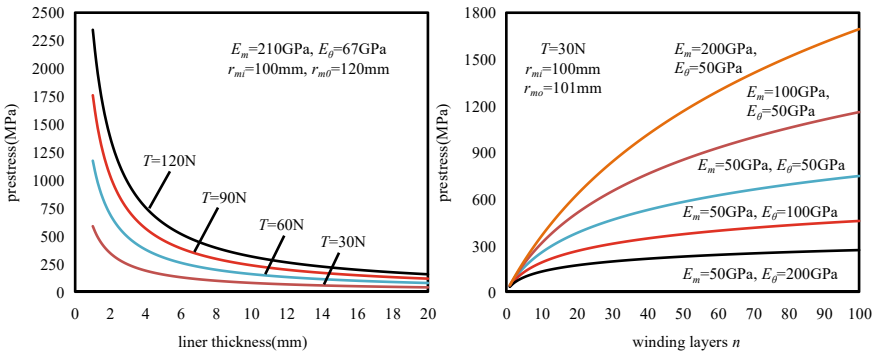 prestress(MPa)
2500
2250
2000
1750
1500
1250
1000
750
500
250
0
0 2 4 6 8 10 12 14 16 18 20
liner thickness(mm)
Em=210GPa, Eθ=67GPa
rmi=100mm, rm0=120mm
T=120N
T=90N
T=60N
T=30N
prestress(MPa)
1800
1500
1200
900
600
300
0
0 10 20 30 40 50 60 70 80 90 100
winding layers n
T=30N
rmi=100mm
rmo=101mm
Em=200GPa,
Eθ=50GPa
Em=100GPa,
Eθ=50GPa
Em=50GPa, Eθ=50GPa
Em=50GPa, Eθ=100GPa
Em=50GPa, Eθ=200GPa